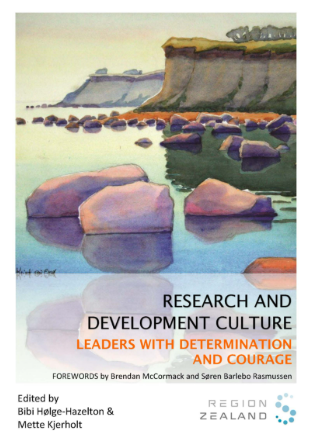 RESEARCH AND
DEVELOPMENT CULTURE
LEADERS WITH DETERMINATION
AND COURAGE
FOREWORDS by Brendan McCormack and Søren Barlebo Rasmussen
Edited by
Bibi Hølge-Hazelton &
Mette Kjerholt
REGION
ZEALAND